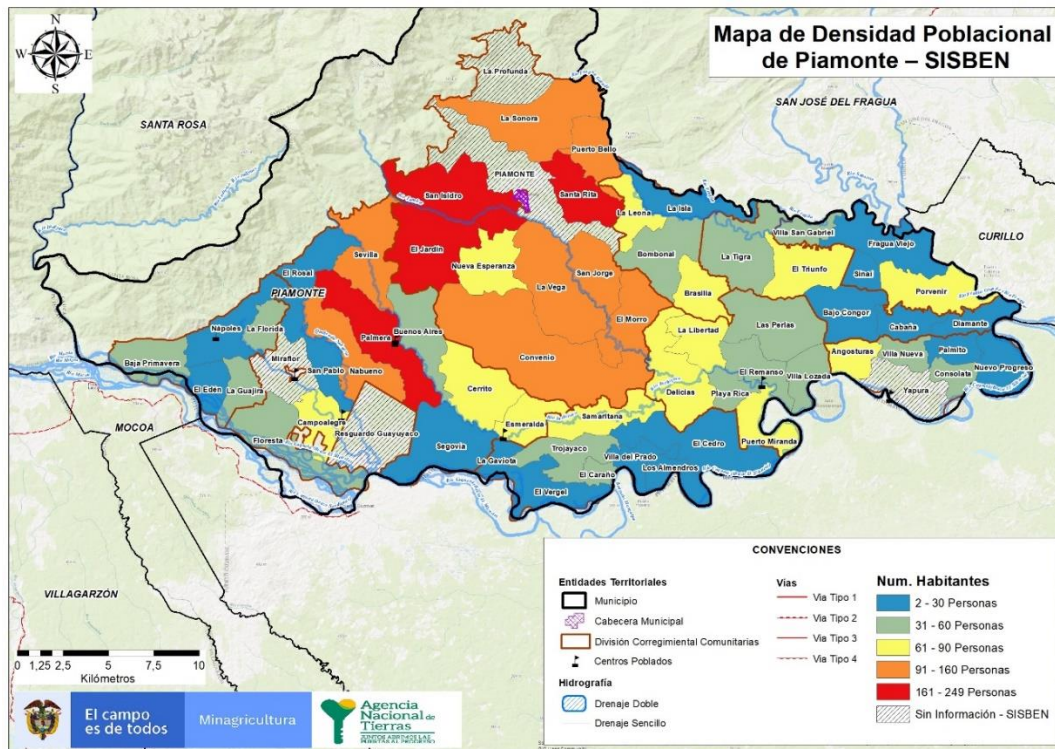 Mapa de Densidad Poblacional
de Piamonte – SISBEN
N
W E
S
SANTA ROSA
SAN JOSÉ DEL FRAGUA
CURILLO
MOCOA
VILLAGARZÓN
PIAMONTE
La Profunda
La Sonora
Puerto Bello
PIAMONTE
San Isidro
Santa Rita
La Leona
La Isla
Villa San Gabriel
Fragua Viejo
El Jardín
Sevilla
Nueva Esperanza
Bombonal
La Tigra
El Triunfo
Sinaí
Porvenir
El Rosal
La Vega
San Jorge
Brasilia
Nápoles
La Florida
Palmera
Buenos Aires
El Morro
La Libertad
Las Perlas
Bajo Congor
Cabaña
Diamante
Baja Primavera
Miraflor
San Pablo
Nabueno
Convenio
Angosturas
Villa Nueva
Palmito
El Edén
La Guajira
Cerrito
Delicias
El Remanso
Villa Lozada
Playa Rica
Consolata
Nuevo Progreso
Yapura
Campoalegre
Resguardo Guayuyaco
Esmeralda
Samaritana
Puerto Miranda
Floresta
Segovia
La Gaviota
Trojayaco
Villa del Prado
El Cedro
El Caraño
Los Almendros
El Vergel
0 1,25 2,5 5 7,5 10
Kilómetros
El campo
es de todos
Minagricultura
Agencia
Nacional de
Tierras
JUNTOS ABRIMOS LAS
PUERTAS AL PROGRESO
CONVENCIONES
Entidades Territoriales
Municipio
Cabecera Municipal
División Corregimiental Comunitarias
Centros Poblados
Hidrografía
Drenaje Doble
Drenaje Sencillo
Vias
Via Tipo 1
Via Tipo 2
Via Tipo 3
Via Tipo 4
Num. Habitantes
2 - 30 Personas
31 - 60 Personas
61 - 90 Personas
91 - 160 Personas
161 - 249 Personas
Sin Información - SISBEN